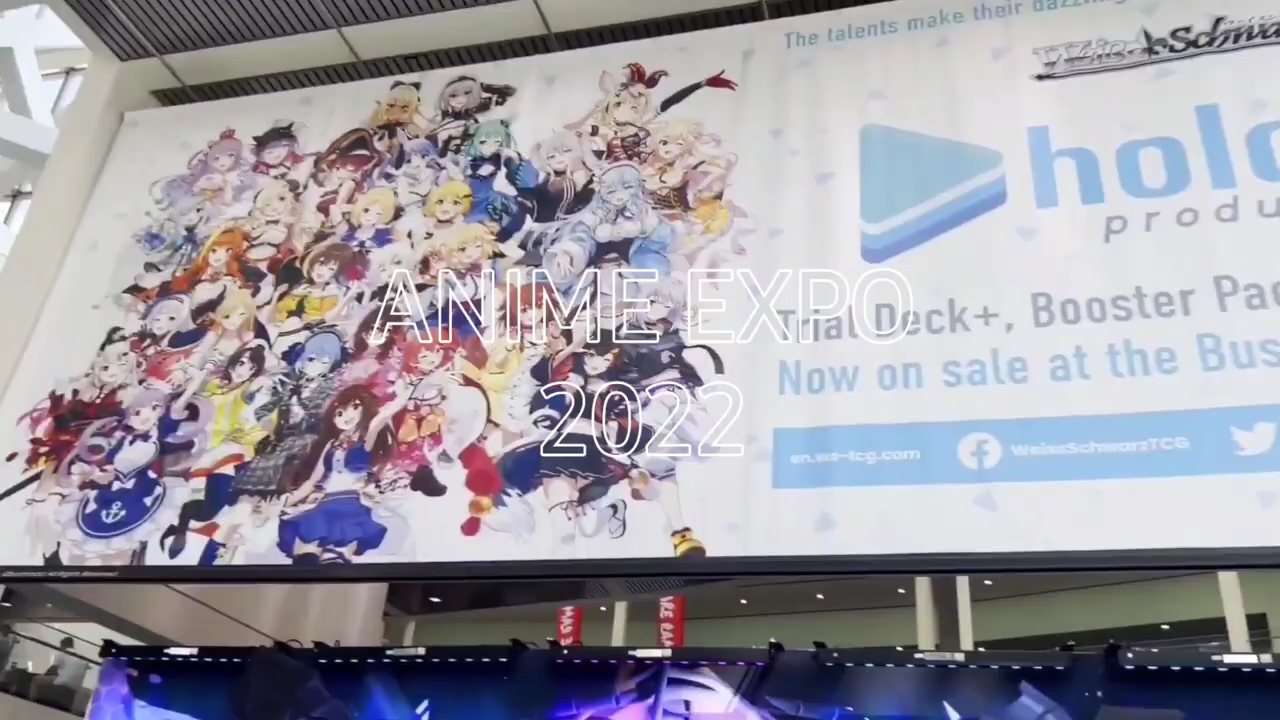 The talents make their dazzling
Weiß Schwar
holo
produ
ANIME EXPO
2022
Trial Deck+, Booster Pac
Now on sale at the Bus
en.ws-tcg.com
WeissSchwarzTCG